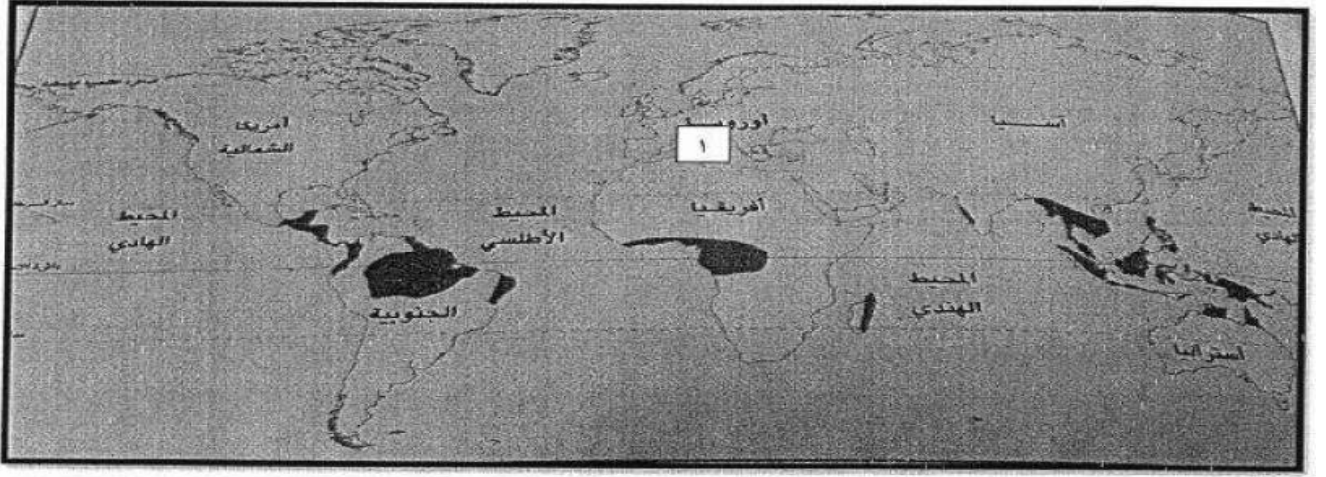 أوروبا
آسيا
١
أمريكا
الشمالية
أفريقيا
المحيط
الهادي
المحيط
الأطلسي
المحيط
الهندي
الجنوبية
أستراليا